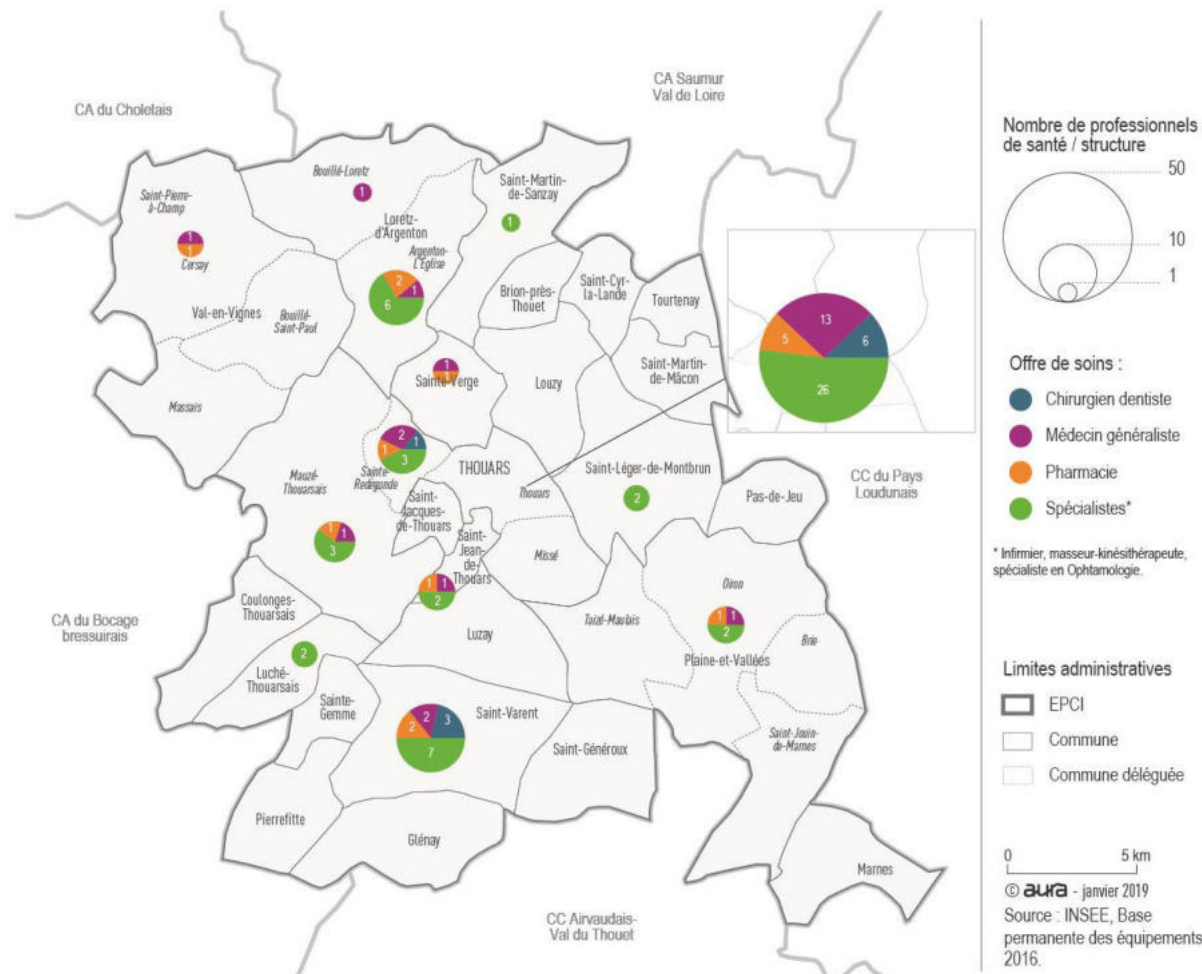 CA Saumur
Val de Loire
CA du Choletais
Bouillé-Loretz
1
Saint-Pierre-
à-Champ
1
1
Cersay
Loretz-
d'Argenton
Argenton-
L'Église
2
1
6
Saint-Martin-
de-Sanzay
1
Brion-près-
Thouet
Saint-Cyr-
la-Lande
Tourtenay
Val-en-Vignes
Bouillé-
Saint-Paul
Massais
1
1
Sainte-Verge
Louzy
Saint-Martin-
de-Mâcon
13
5
6
26
2
1
1
3
Sainte-
Radegonde
THOUARS
Thouars
Mauzé-
Thouarsais
Saint-
Jacques-
de-Thouars
Saint-Léger-de-Montbrun
2
Pas-de-Jeu
CC du Pays
Loudunais
1
1
3
Saint-
Jean-
de-
Thouars
Missé
1
1
2
Oiron
1
1
2
Coulonges-
Thouarsais
CA du Bocage
bressuirais
Luzay
Taizé-Maulais
Plaine-et-Vallées
Brie
2
Luché-
Thouarsais
Sainte-
Gemme
2
2
3
7
Saint-Varent
Saint-Généroux
Saint-Jouin-
de-Marnes
Pierrefitte
Glénay
Marnes
CC Airvaudais-
Val du Thouet
Nombre de professionnels
de santé / structure
50
10
1
Offre de soins :
Chirurgien dentiste
Médecin généraliste
Pharmacie
Spécialistes*
* Infirmier, masseur-kinésithérapeute,
spécialiste en Ophtamologie.
Limites administratives
EPCI
Commune
Commune déléguée
0 5 km
© aura - janvier 2019
Source : INSEE, Base
permanente des équipements
2016.